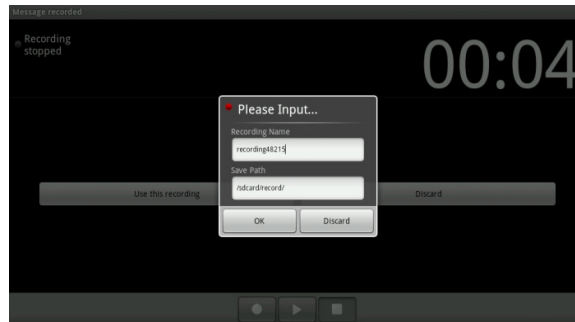 Message recorded
Recording
stopped
00:04
Please Input...
Recording Name
recording48215
Save Path
/sdcard/record/
Use this recording
Discard
OK
Discard